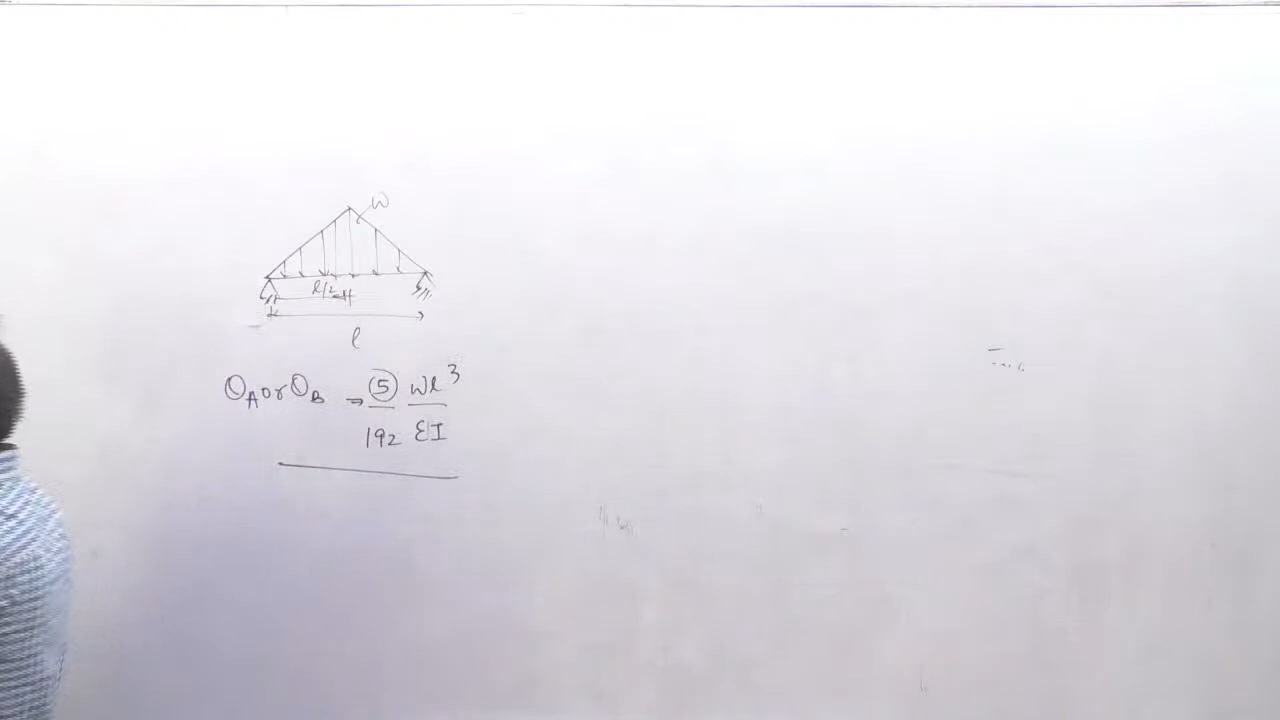 W
l/2
l
θA or θB → 5 Wl³
192 EI